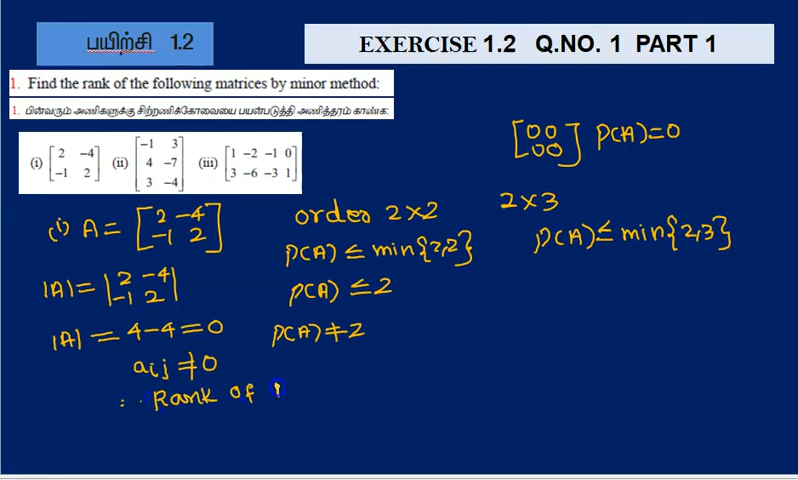 பயிற்சி 1.2
EXERCISE 1.2 Q.NO. 1 PART 1
1. Find the rank of the following matrices by minor method:
1. பின்வரும் அணிகளுக்கு சிற்றணிக்கோவையை பயன்படுத்தி அணித்தரம் காண்க:
(i) [2 -4; -1 2] (ii) [-1 3; 4 -7; 3 -4] (iii) [1 -2 -1 0; 3 -6 -3 1]
[0 0; 0 0] ρ(A)=0
(i) A = [2 -4; -1 2]
order 2×2
2×3
ρ(A) ≤ min{2,2}
ρ(A) ≤ min{2,3}
|A| = |2 -4; -1 2|
ρ(A) ≤ 2
|A| = 4-4 = 0
ρ(A) ≠ 2
aij ≠ 0
∴ Rank of